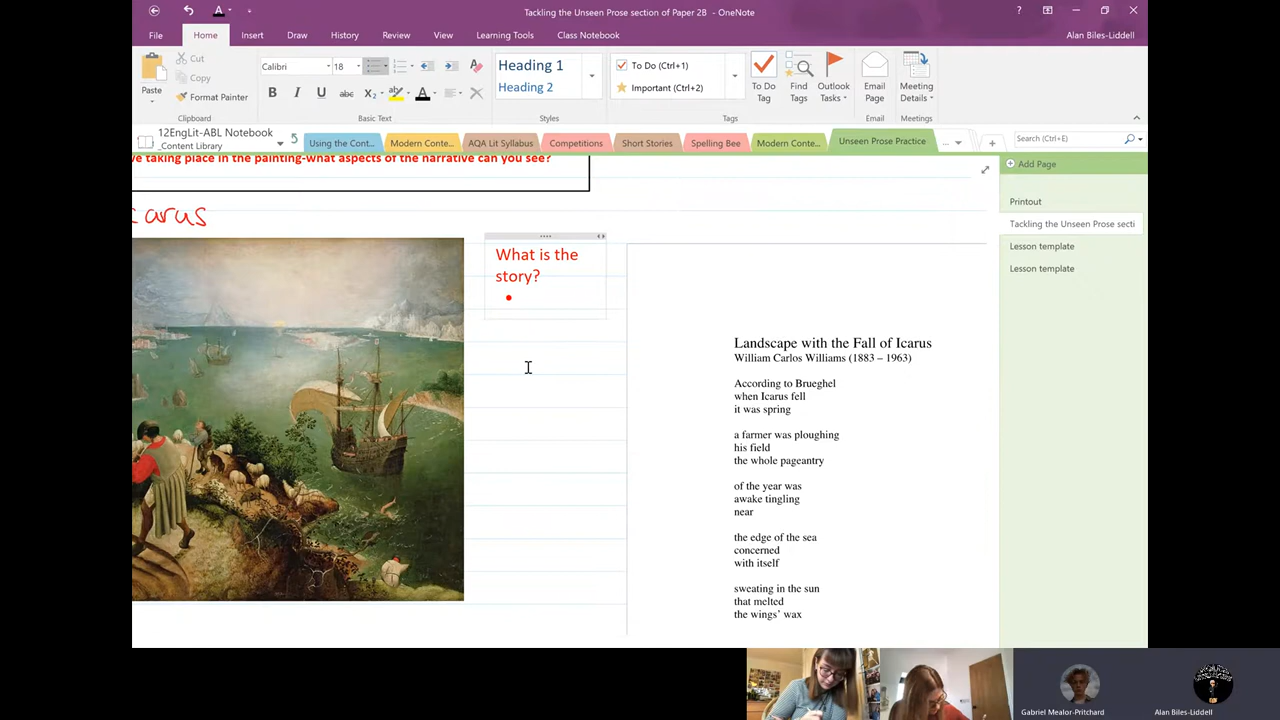 Tackling the Unseen Prose section of Paper 2B - OneNote
File Home Insert Draw History Review View Learning Tools Class Notebook Alan Biles-Liddell
Paste
Cut
Copy
Format Painter
Clipboard
Calibri 18
B I U abc X₂ A
Basic Text
Heading 1
Heading 2
Styles
To Do (Ctrl+1)
Important (Ctrl+2)
Tags
To Do
Tag
Find
Tags
Outlook
Tasks
Email
Page
Email
Meeting
Details
Meetings
12EngLit-ABL Notebook
_Content Library
Using the Cont... Modern Conte... AQA Lit Syllabus Competitions Short Stories Spelling Bee Modern Conte... Unseen Prose Practice ... Search (Ctrl+E)
ve taking place in the painting-what aspects of the narrative can you see?
Icarus
What is the
story?
Landscape with the Fall of Icarus
William Carlos Williams (1883 – 1963)
According to Brueghel
when Icarus fell
it was spring
a farmer was ploughing
his field
the whole pageantry
of the year was
awake tingling
near
the edge of the sea
concerned
with itself
sweating in the sun
that melted
the wings' wax
Add Page
Printout
Tackling the Unseen Prose secti
Lesson template
Lesson template
Gabriel Mealor-Pritchard
Alan Biles-Liddell